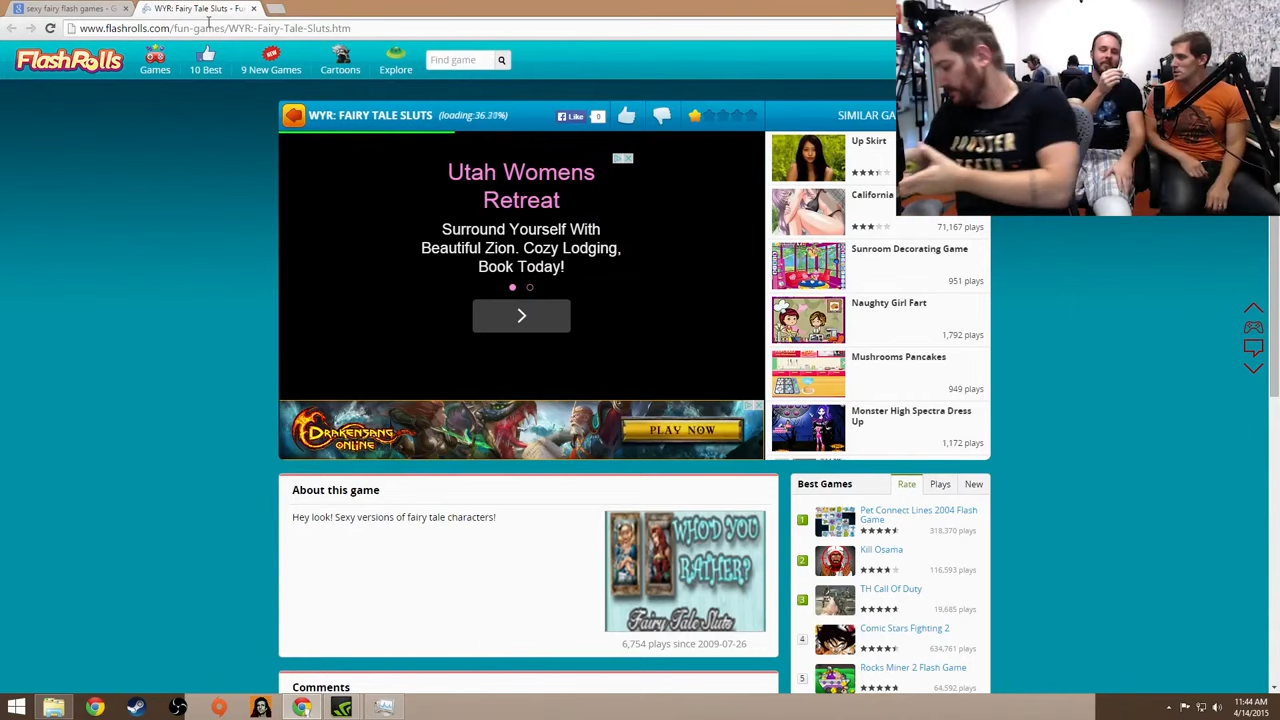 sexy fairy flash games - G
WYR: Fairy Tale Sluts - Fu
www.flashrolls.com/fun-games/WYR:-Fairy-Tale-Sluts.htm
FLASHROLLS
Games
10 Best
NEW
9 New Games
Cartoons
Explore
Find game
WYR: FAIRY TALE SLUTS (loading:36.20%)
Like 0
SIMILAR GA
Utah Womens
Retreat
Surround Yourself With
Beautiful Zion. Cozy Lodging,
Book Today!
DRAKENSANG
ONLINE
PLAY NOW
Up Skirt
California
71,167 plays
Sunroom Decorating Game
951 plays
Naughty Girl Fart
1,792 plays
Mushrooms Pancakes
949 plays
Monster High Spectra Dress
Up
1,172 plays
About this game
Hey look! Sexy versions of fairy tale characters!
WHO'D YOU
RATHER?
Fairy Tale Sluts
6,754 plays since 2009-07-26
Comments
Best Games
Rate
Plays
New
1
Pet Connect Lines 2004 Flash
Game
318,370 plays
2
Kill Osama
116,593 plays
3
TH Call Of Duty
19,685 plays
4
Comic Stars Fighting 2
634,761 plays
5
Rocks Miner 2 Flash Game
64,592 plays
11:44 AM
4/14/2015